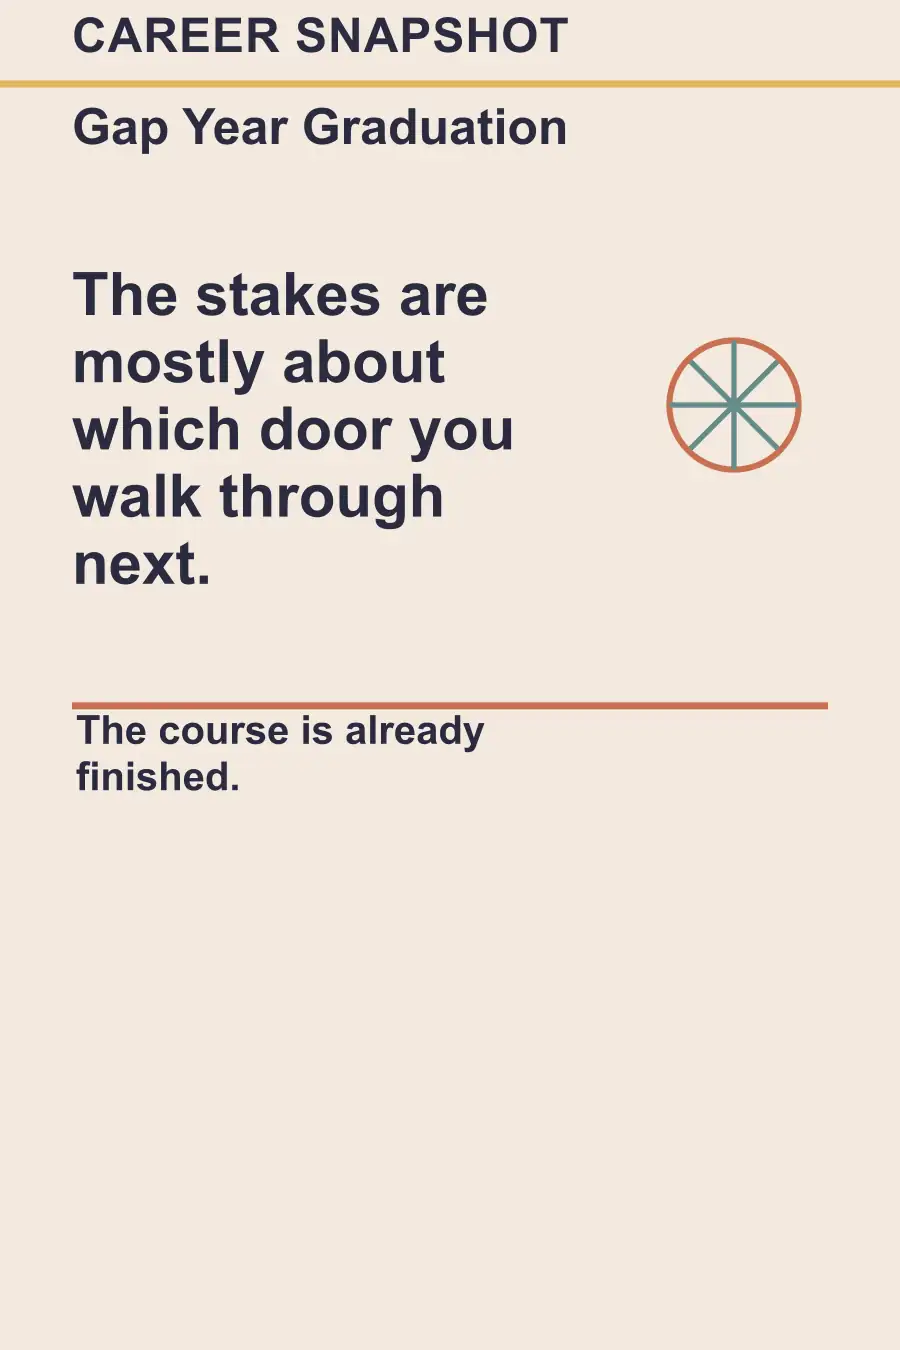 CAREER SNAPSHOT
Gap Year Graduation
The stakes are
mostly about
which door you
walk through
next.
The course is already
finished.